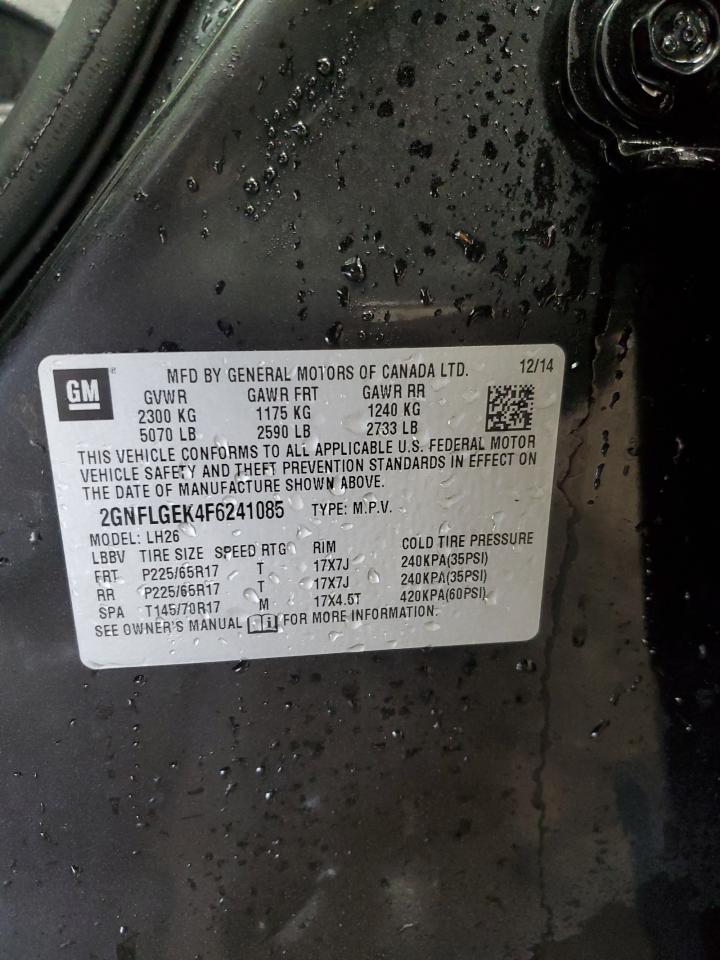 GM ® MFD BY GENERAL MOTORS OF CANADA LTD. 12/14
GVWR GAWR FRT GAWR RR
2300 KG 1175 KG 1240 KG
5070 LB 2590 LB 2733 LB
THIS VEHICLE CONFORMS TO ALL APPLICABLE U.S. FEDERAL MOTOR
VEHICLE SAFETY AND THEFT PREVENTION STANDARDS IN EFFECT ON
THE DATE OF MANUFACTURE SHOWN ABOVE.
2GNFLGEK4F6241085 TYPE: M.P.V.
MODEL: LH26
LBBV TIRE SIZE SPEED RTG RIM COLD TIRE PRESSURE
FRT P225/65R17 T 17X7J 240KPA(35PSI)
RR P225/65R17 T 17X7J 240KPA(35PSI)
SPA T145/70R17 M 17X4.5T 420KPA(60PSI)
SEE OWNER'S MANUAL FOR MORE INFORMATION.